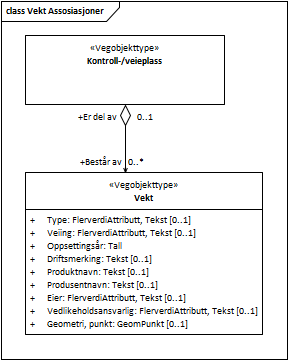 class Vekt Assosiasjoner
«Vegobjekttype»
Kontroll-/veieplass
+Er del av 0..1
+Består av 0..*
«Vegobjekttype»
Vekt
+ Type: FlerverdiAttributt, Tekst [0..1]
+ Veiing: FlerverdiAttributt, Tekst [0..1]
+ Oppsettingsår: Tall
+ Driftsmerking: Tekst [0..1]
+ Produktnavn: Tekst [0..1]
+ Produsentnavn: Tekst [0..1]
+ Eier: FlerverdiAttributt, Tekst [0..1]
+ Vedlikeholdsansvarlig: FlerverdiAttributt, Tekst [0..1]
+ Geometri, punkt: GeomPunkt [0..1]